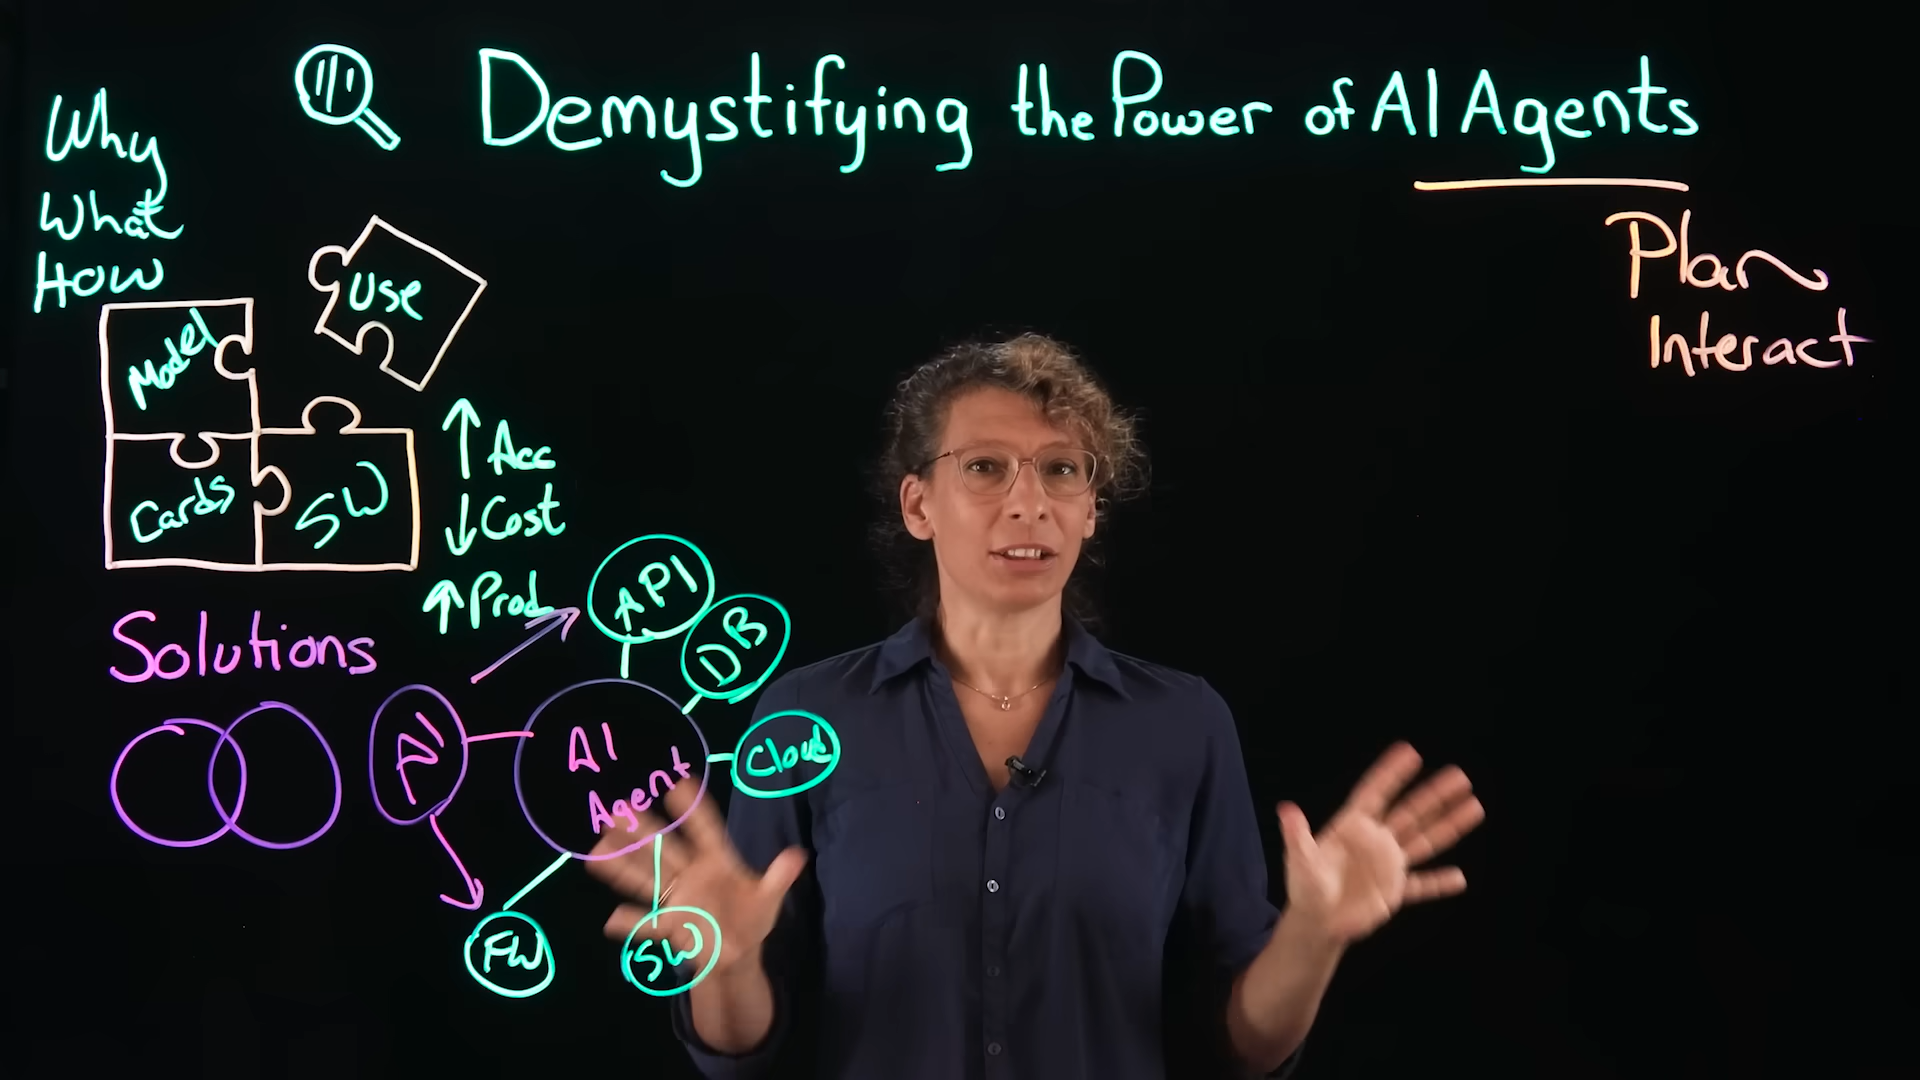 Demystifying the Power of AI Agents
Why
What
How
Plan
Interact
Model
Use
Cards
SW
↑ Acc
↓ Cost
↑ Prod
Solutions
AI
AI
Agent
API
DB
Cloud
FW
SW